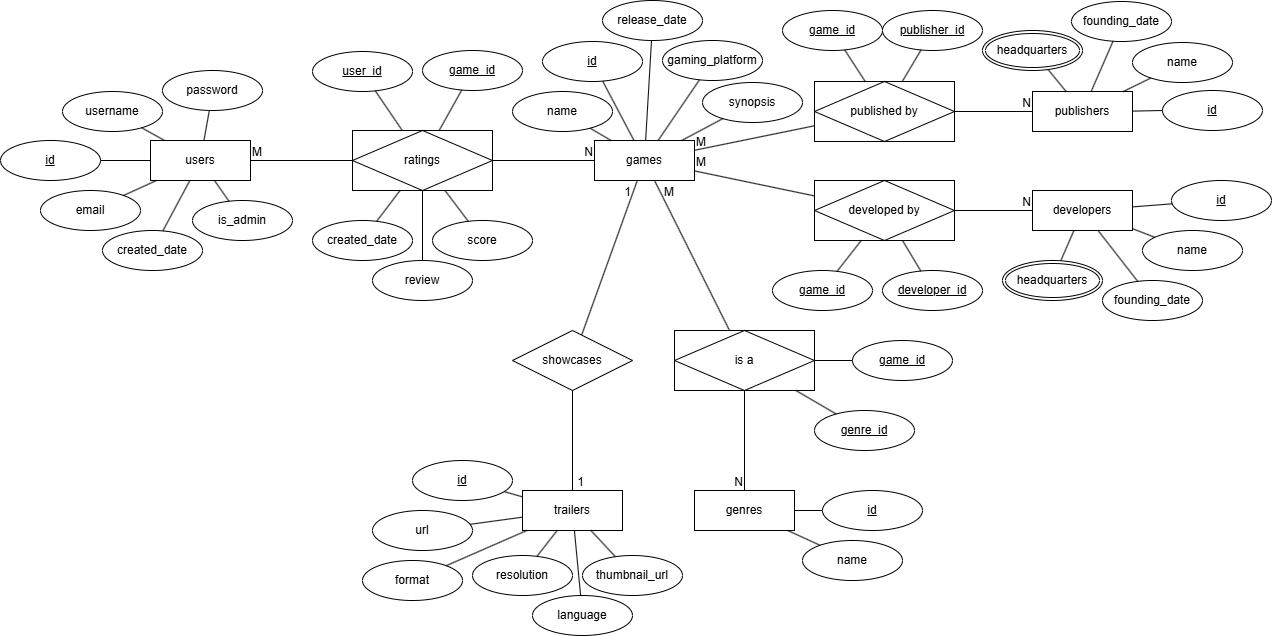 release_date
game_id
publisher_id
founding_date
headquarters
id
gaming_platform
name
user_id
game_id
password
synopsis
username
name
published by
N
publishers
id
M
M
N
M
id
users
ratings
games
1
M
id
email
is_admin
developed by
N
developers
created_date
created_date
score
name
review
headquarters
game_id
developer_id
founding_date
showcases
is a
game_id
genre_id
id
1
N
url
trailers
genres
id
format
resolution
thumbnail_url
name
language